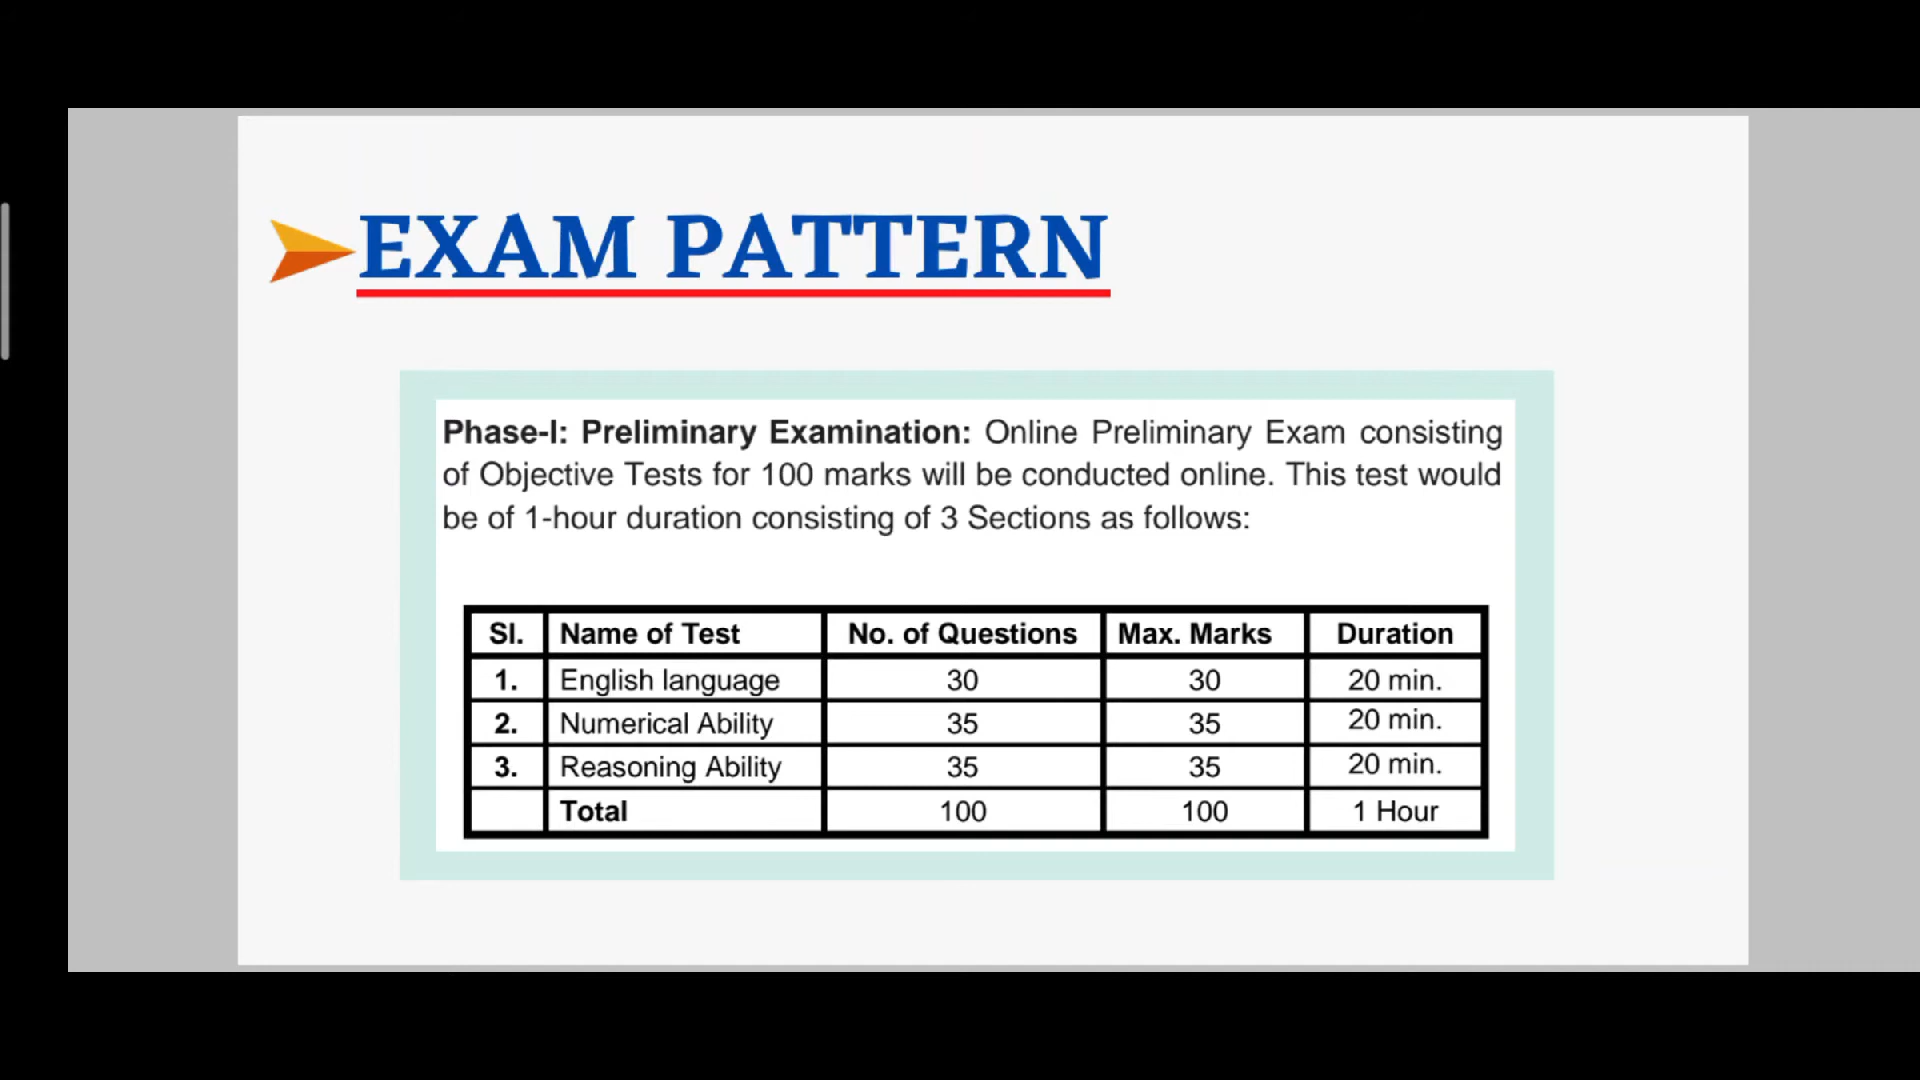 EXAM PATTERN
Phase-I: Preliminary Examination: Online Preliminary Exam consisting
of Objective Tests for 100 marks will be conducted online. This test would
be of 1-hour duration consisting of 3 Sections as follows:
Sl. Name of Test No. of Questions Max. Marks Duration
1. English language 30 30 20 min.
2. Numerical Ability 35 35 20 min.
3. Reasoning Ability 35 35 20 min.
Total 100 100 1 Hour